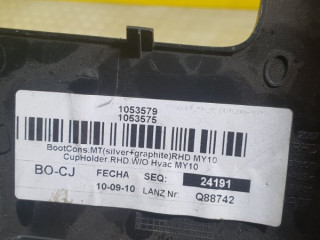 1053579
1053575
BootCons.MT(silver+graphite)RHD MY10
CupHolder.RHD.W/O Hvac MY10
BO-CJ FECHA SEQ: 24191
10-09-10 LANZ Nr: Q88742